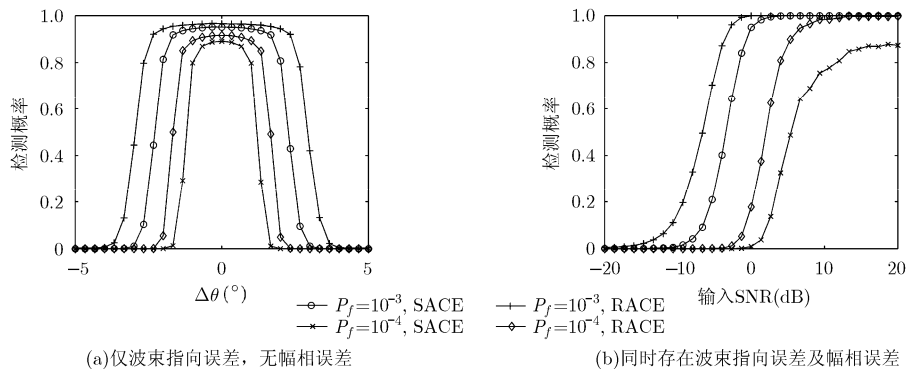 1.0
0.8
0.6
0.4
0.2
0
检测概率
−5 0 5
Δθ(°)
1.0
0.8
0.6
0.4
0.2
0
检测概率
−20 −10 0 10 20
输入SNR(dB)
P_f=10^-3, SACE
P_f=10^-4, SACE
P_f=10^-3, RACE
P_f=10^-4, RACE
(a)仅波束指向误差，无幅相误差
(b)同时存在波束指向误差及幅相误差